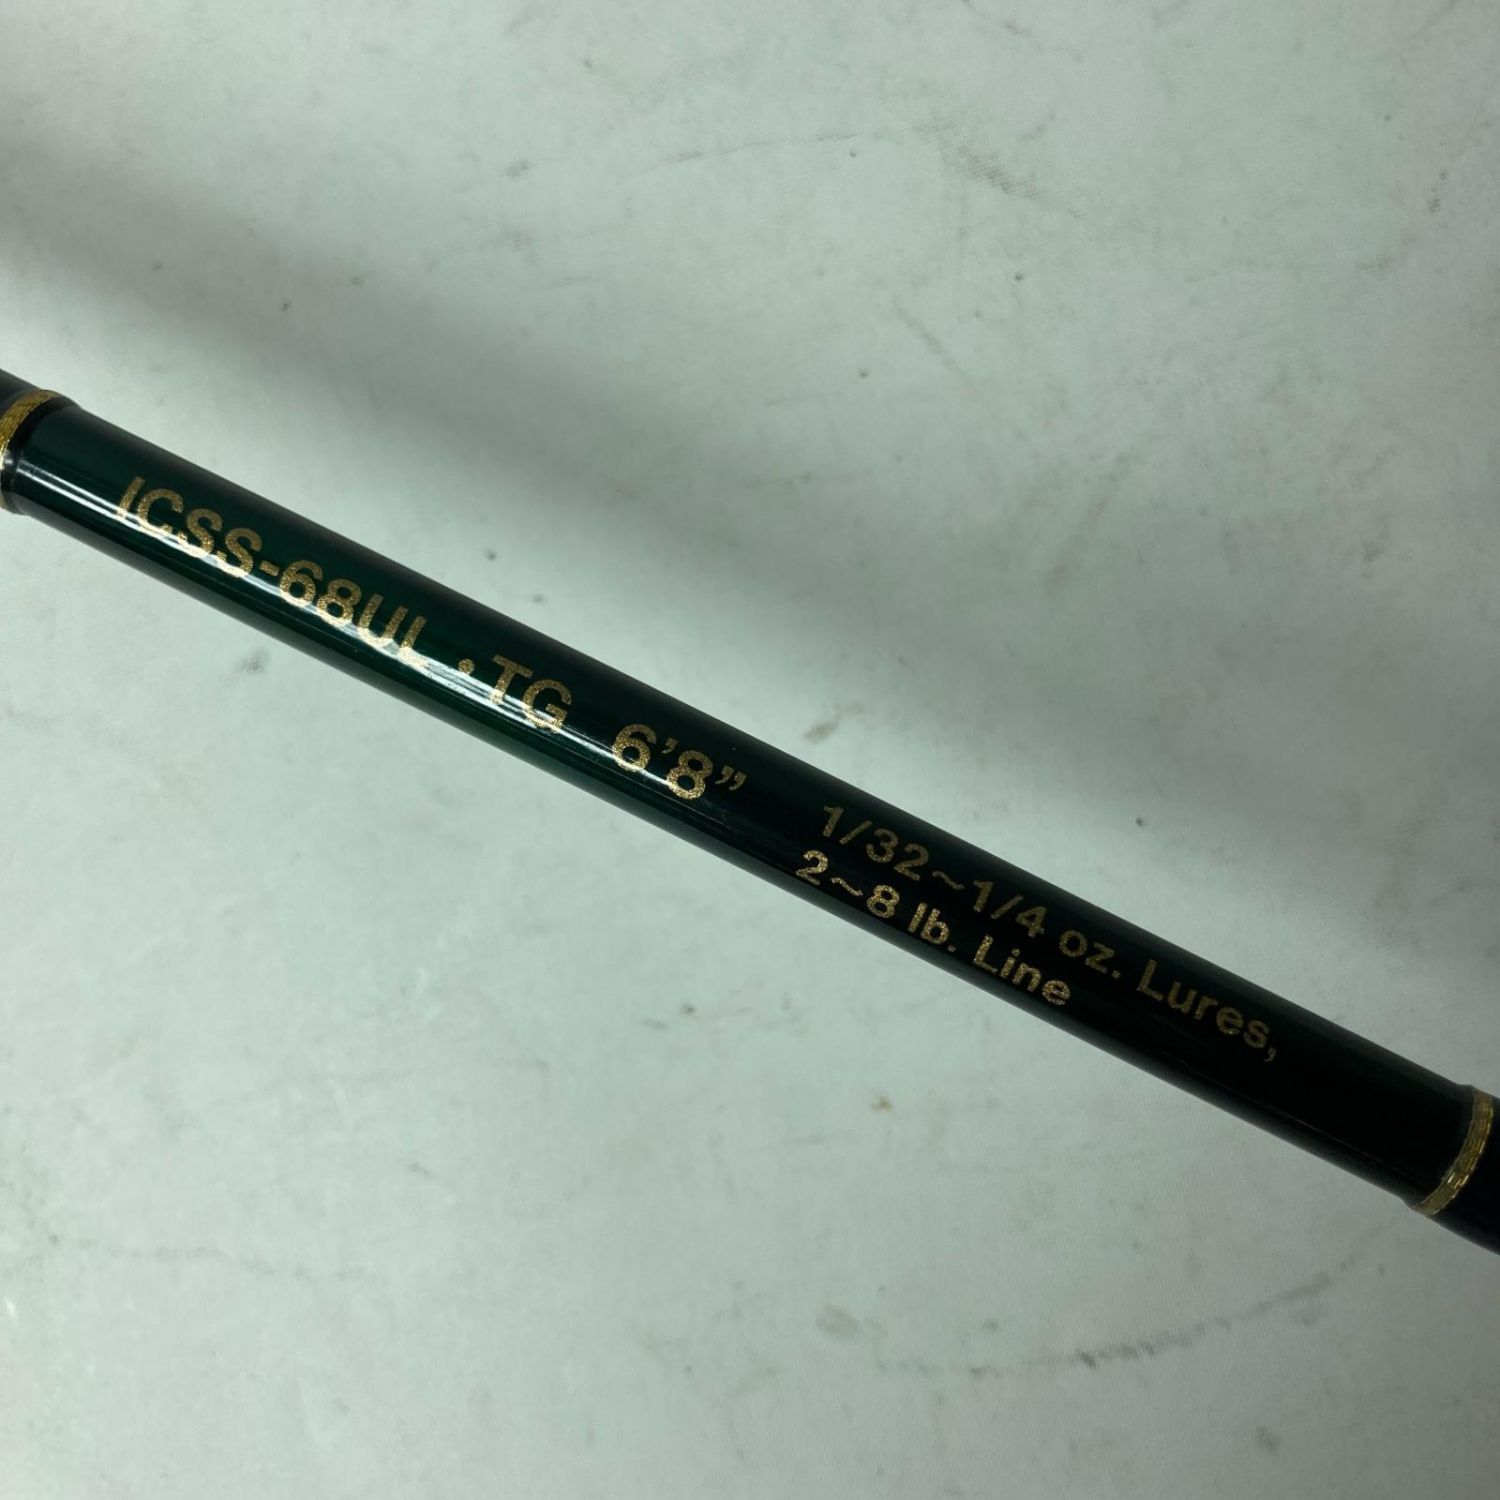 ICSS-68UL・TG 6’8”
1/32~1/4 oz. Lures,
2~8 lb. Line